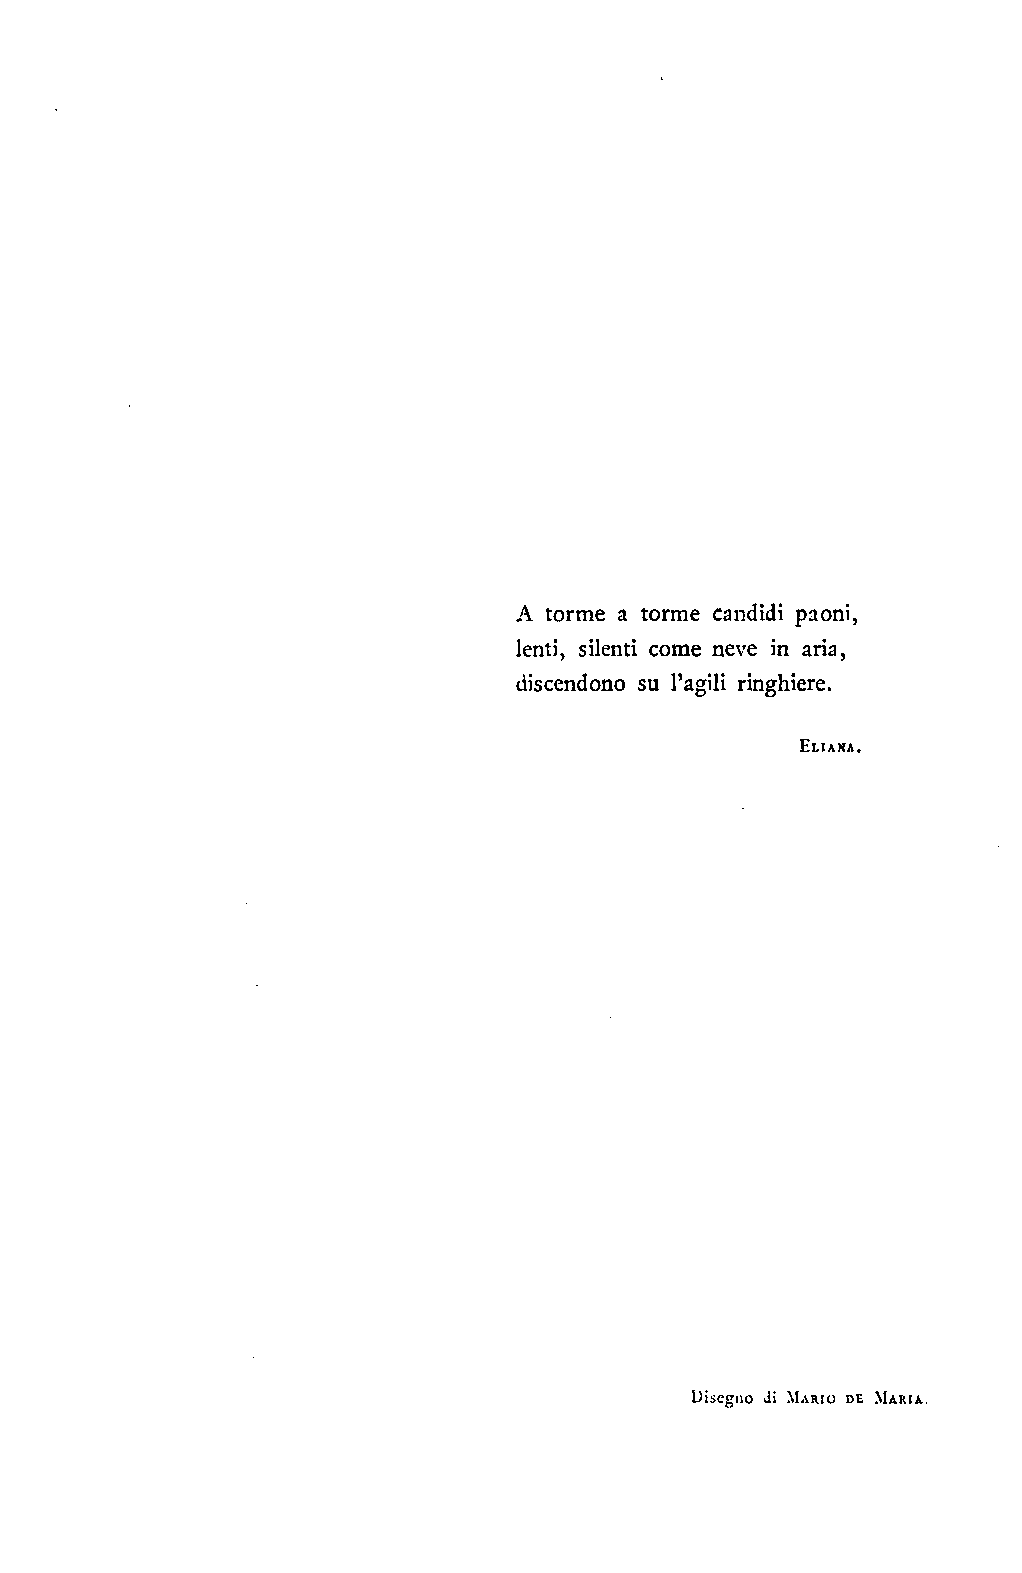 A torme a torme candidi paoni,
lenti, silenti come neve in aria,
discendono su l'agili ringhiere.
ELIANA.
Disegno di MARIO DE MARIA.